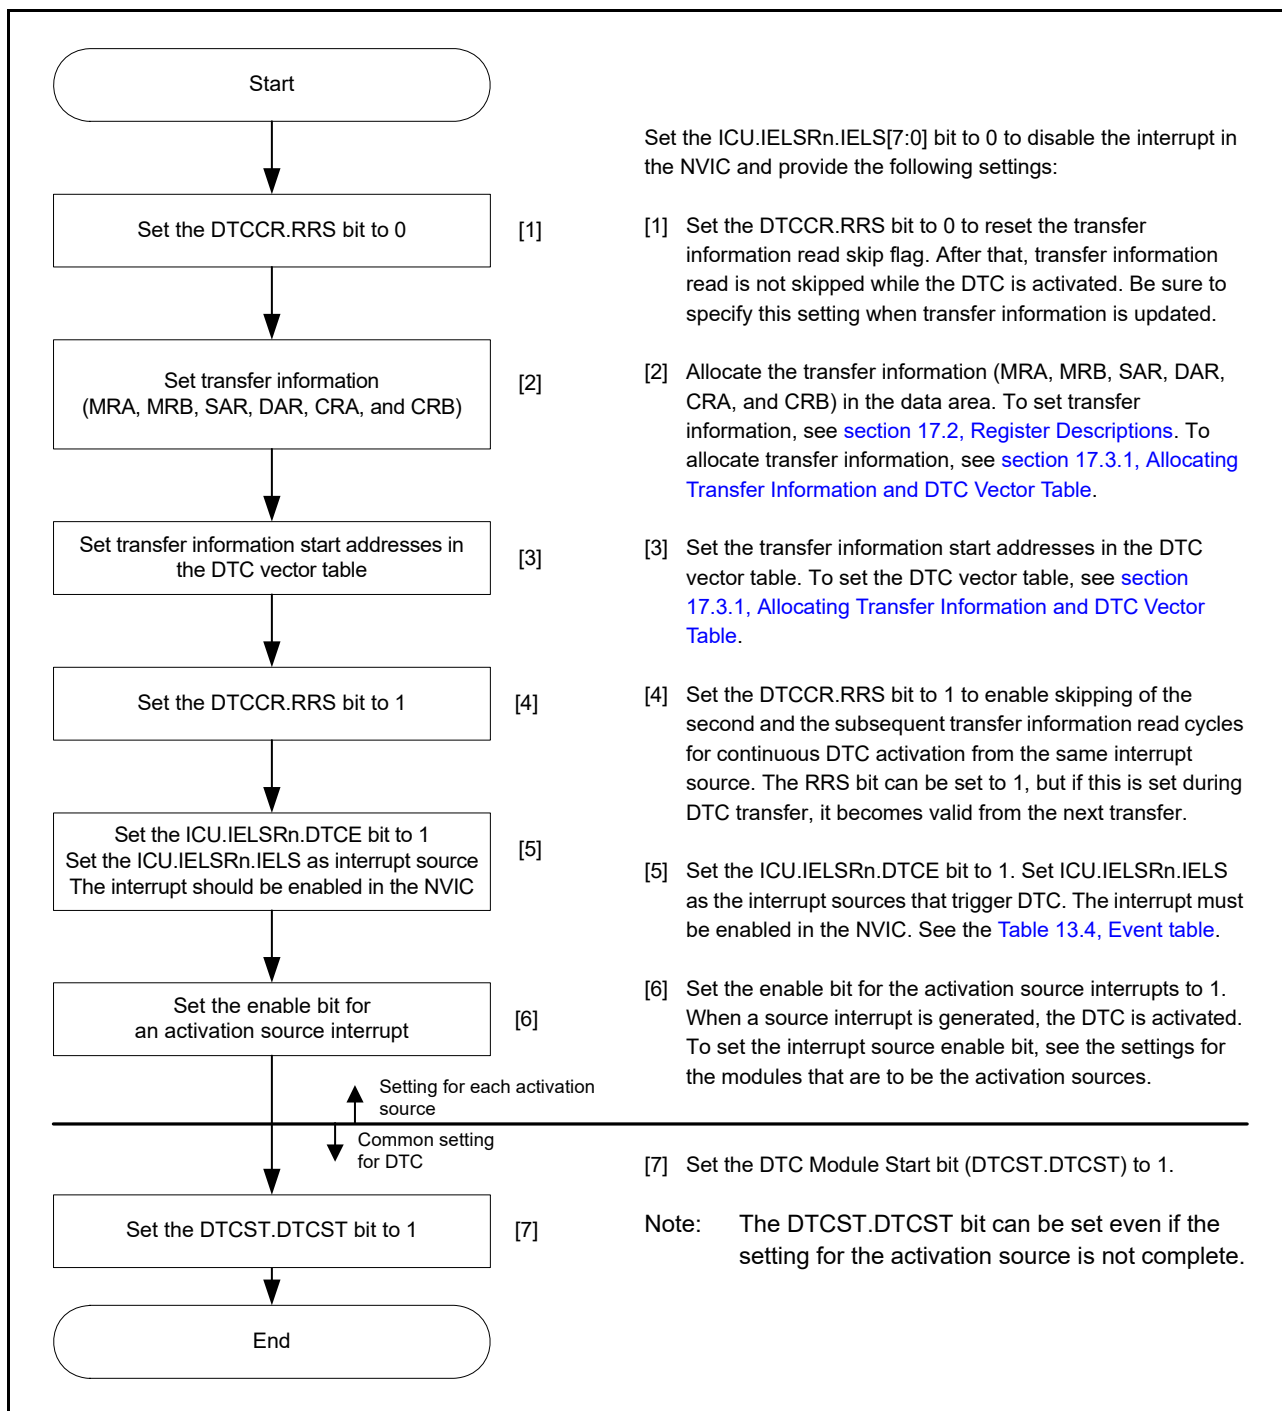 Start
Set the DTCCR.RRS bit to 0
[1]
Set transfer information
(MRA, MRB, SAR, DAR, CRA, and CRB)
[2]
Set transfer information start addresses in
the DTC vector table
[3]
Set the DTCCR.RRS bit to 1
[4]
Set the ICU.IELSRn.DTCE bit to 1
Set the ICU.IELSRn.IELS as interrupt source
The interrupt should be enabled in the NVIC
[5]
Set the enable bit for
an activation source interrupt
[6]
Setting for each activation
source
Common setting
for DTC
Set the DTCST.DTCST bit to 1
[7]
End
Set the ICU.IELSRn.IELS[7:0] bit to 0 to disable the interrupt in
the NVIC and provide the following settings:
[1] Set the DTCCR.RRS bit to 0 to reset the transfer
information read skip flag. After that, transfer information
read is not skipped while the DTC is activated. Be sure to
specify this setting when transfer information is updated.
[2] Allocate the transfer information (MRA, MRB, SAR, DAR,
CRA, and CRB) in the data area. To set transfer
information, see section 17.2, Register Descriptions. To
allocate transfer information, see section 17.3.1, Allocating
Transfer Information and DTC Vector Table.
[3] Set the transfer information start addresses in the DTC
vector table. To set the DTC vector table, see section
17.3.1, Allocating Transfer Information and DTC Vector
Table.
[4] Set the DTCCR.RRS bit to 1 to enable skipping of the
second and the subsequent transfer information read cycles
for continuous DTC activation from the same interrupt
source. The RRS bit can be set to 1, but if this is set during
DTC transfer, it becomes valid from the next transfer.
[5] Set the ICU.IELSRn.DTCE bit to 1. Set ICU.IELSRn.IELS
as the interrupt sources that trigger DTC. The interrupt must
be enabled in the NVIC. See the Table 13.4, Event table.
[6] Set the enable bit for the activation source interrupts to 1.
When a source interrupt is generated, the DTC is activated.
To set the interrupt source enable bit, see the settings for
the modules that are to be the activation sources.
[7] Set the DTC Module Start bit (DTCST.DTCST) to 1.
Note: The DTCST.DTCST bit can be set even if the
setting for the activation source is not complete.